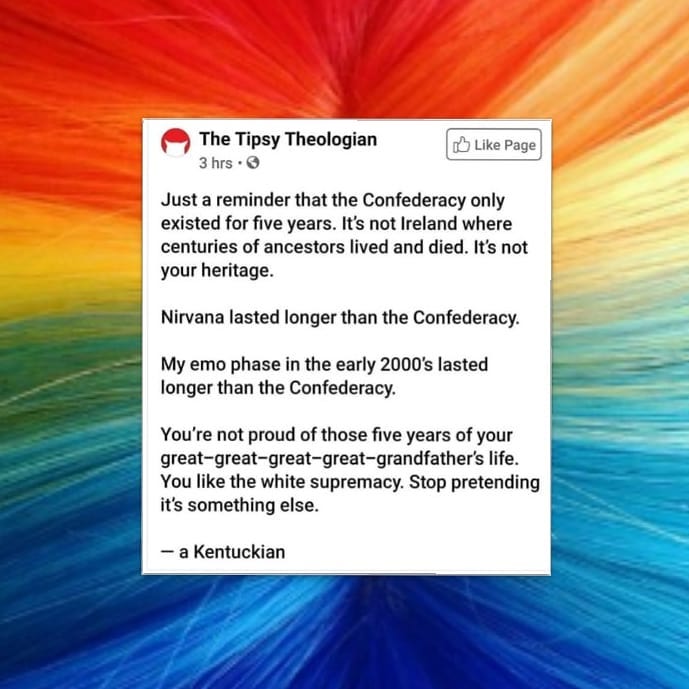 The Tipsy Theologian
Like Page
3 hrs ·
Just a reminder that the Confederacy only
existed for five years. It's not Ireland where
centuries of ancestors lived and died. It's not
your heritage.
Nirvana lasted longer than the Confederacy.
My emo phase in the early 2000's lasted
longer than the Confederacy.
You're not proud of those five years of your
great–great–great–great–grandfather's life.
You like the white supremacy. Stop pretending
it's something else.
— a Kentuckian